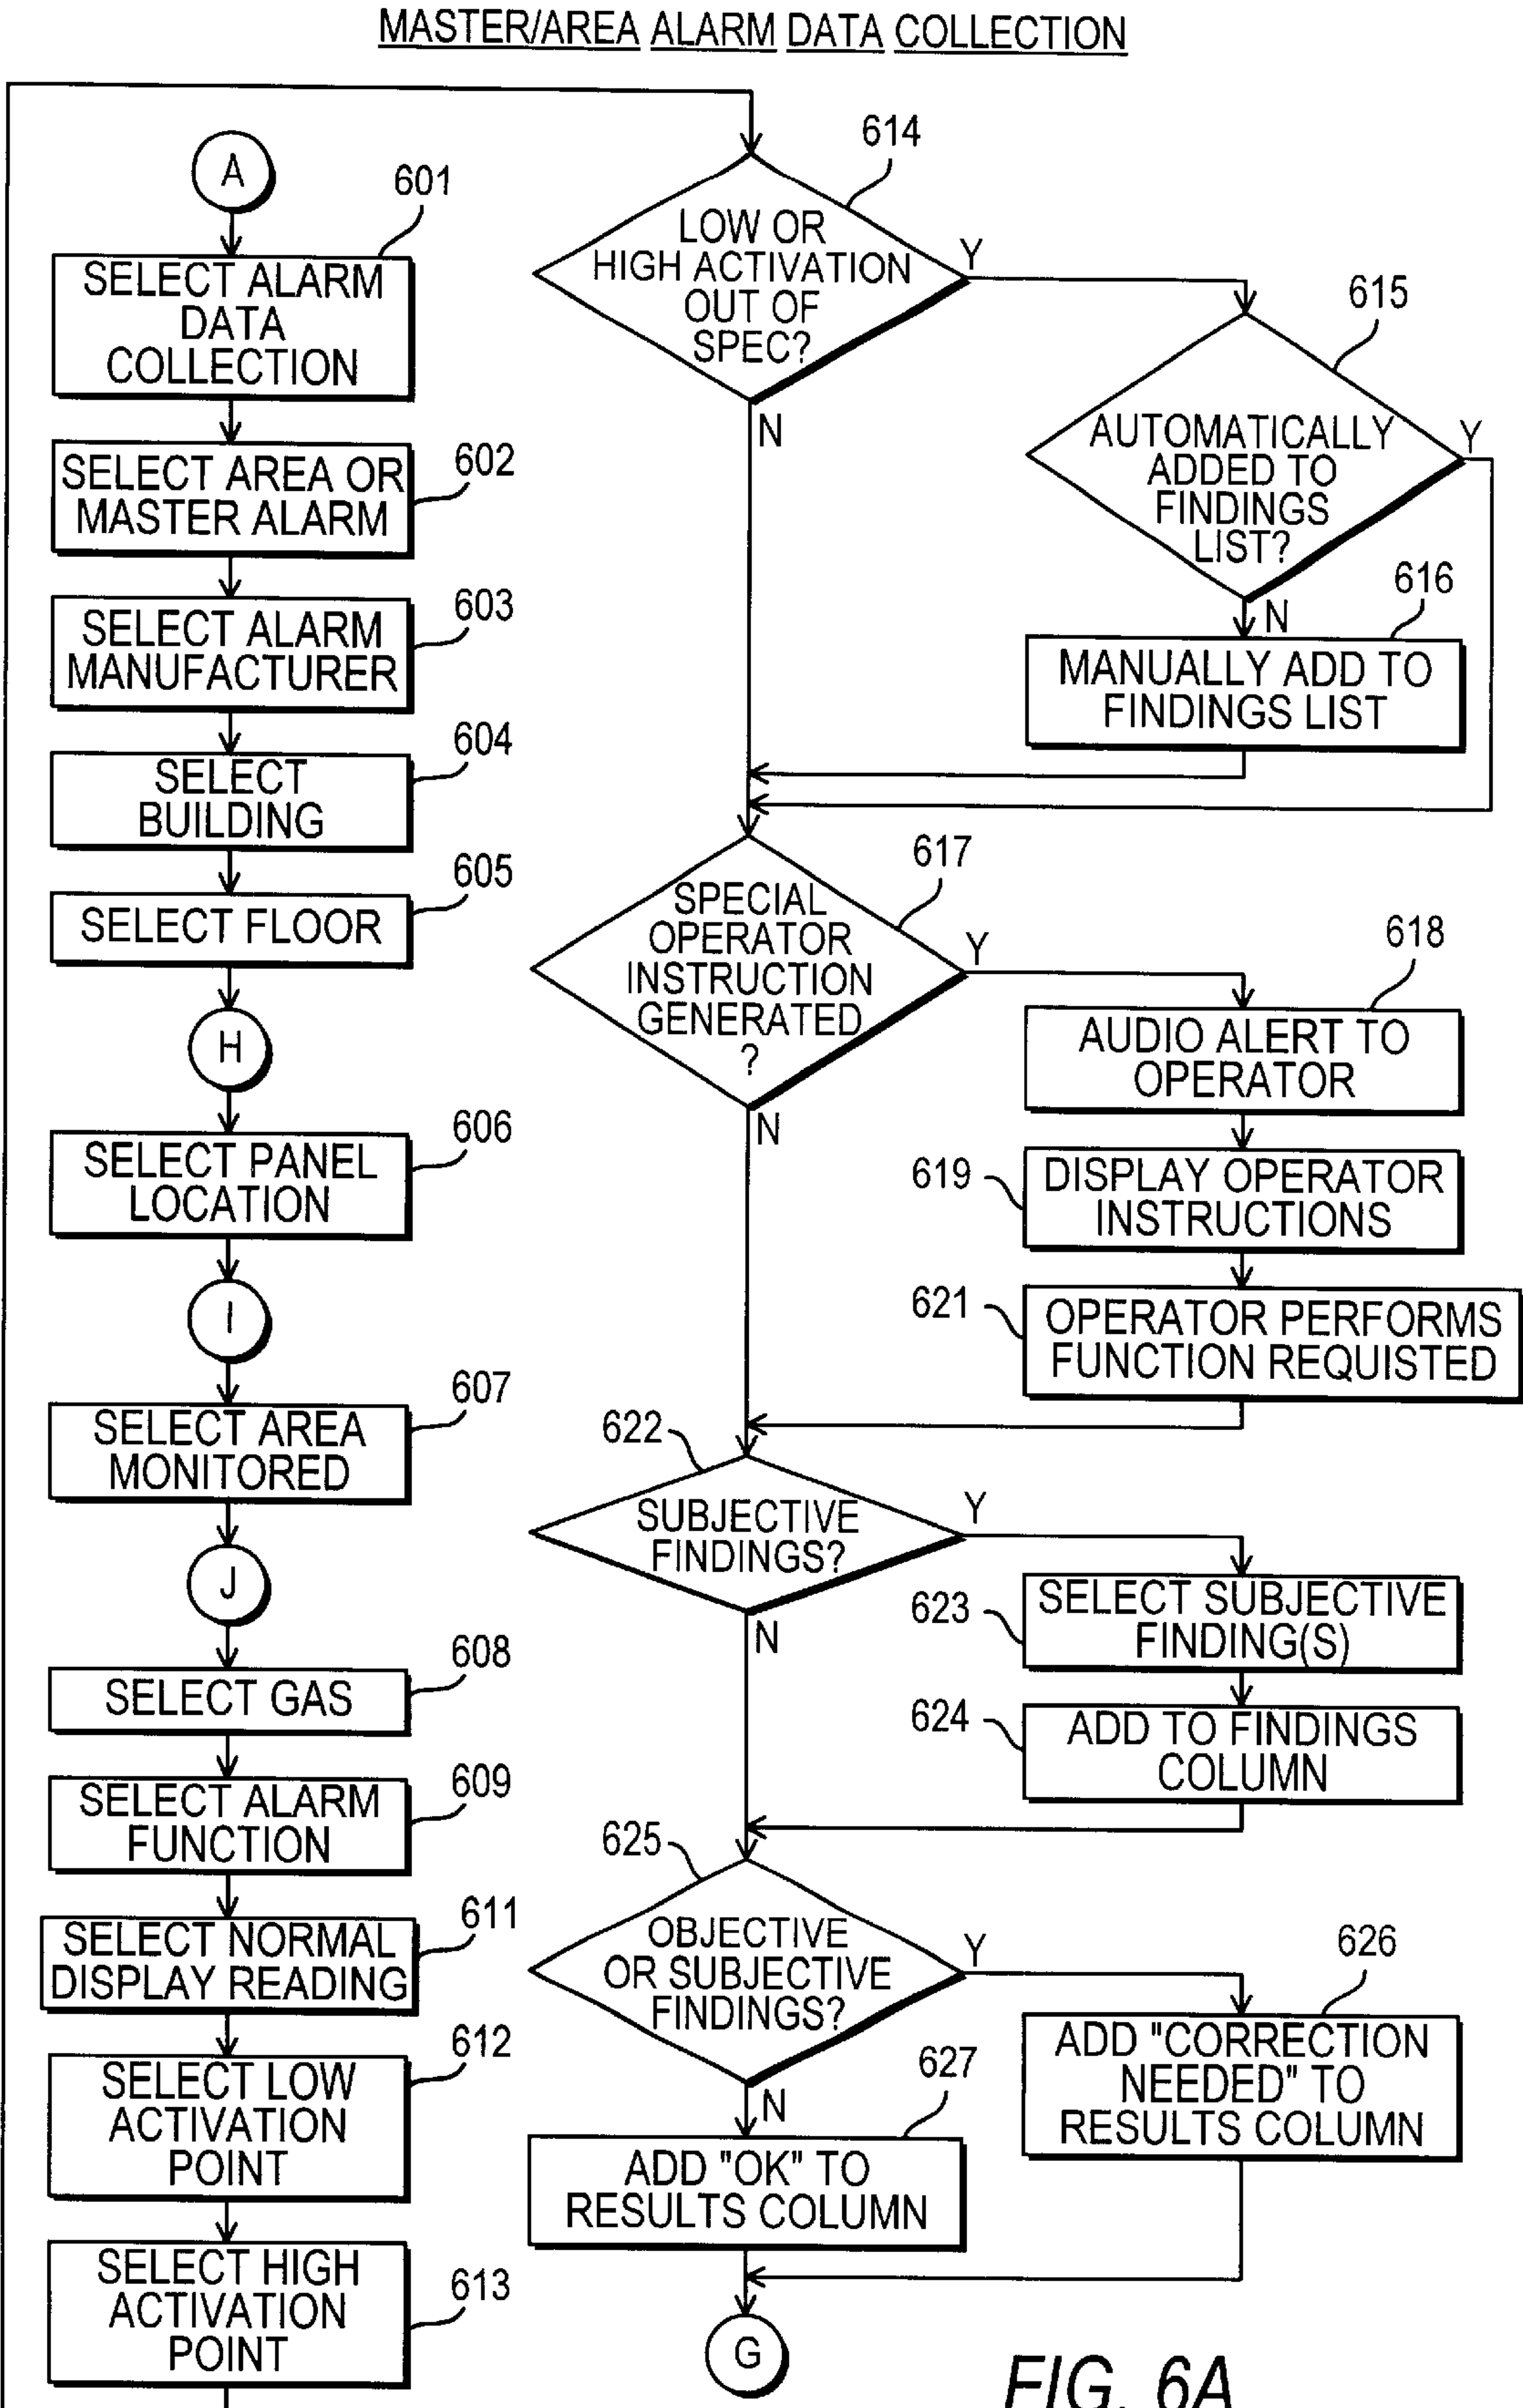 MASTER/AREA ALARM DATA COLLECTION
A
601
SELECT ALARM
DATA
COLLECTION
602
SELECT AREA OR
MASTER ALARM
603
SELECT ALARM
MANUFACTURER
604
SELECT
BUILDING
605
SELECT FLOOR
H
606
SELECT PANEL
LOCATION
I
607
SELECT AREA
MONITORED
J
608
SELECT GAS
609
SELECT ALARM
FUNCTION
611
SELECT NORMAL
DISPLAY READING
612
SELECT LOW
ACTIVATION
POINT
613
SELECT HIGH
ACTIVATION
POINT
614
LOW OR
HIGH ACTIVATION
OUT OF
SPEC?
Y
N
615
AUTOMATICALLY
ADDED TO
FINDINGS
LIST?
Y
N
616
MANUALLY ADD TO
FINDINGS LIST
617
SPECIAL
OPERATOR
INSTRUCTION
GENERATED
?
Y
N
618
AUDIO ALERT TO
OPERATOR
619
DISPLAY OPERATOR
INSTRUCTIONS
621
OPERATOR PERFORMS
FUNCTION REQUISTED
622
SUBJECTIVE
FINDINGS?
Y
N
623
SELECT SUBJECTIVE
FINDING(S)
624
ADD TO FINDINGS
COLUMN
625
OBJECTIVE
OR SUBJECTIVE
FINDINGS?
Y
N
626
ADD "CORRECTION
NEEDED" TO
RESULTS COLUMN
627
ADD "OK" TO
RESULTS COLUMN
G
FIG. 6A